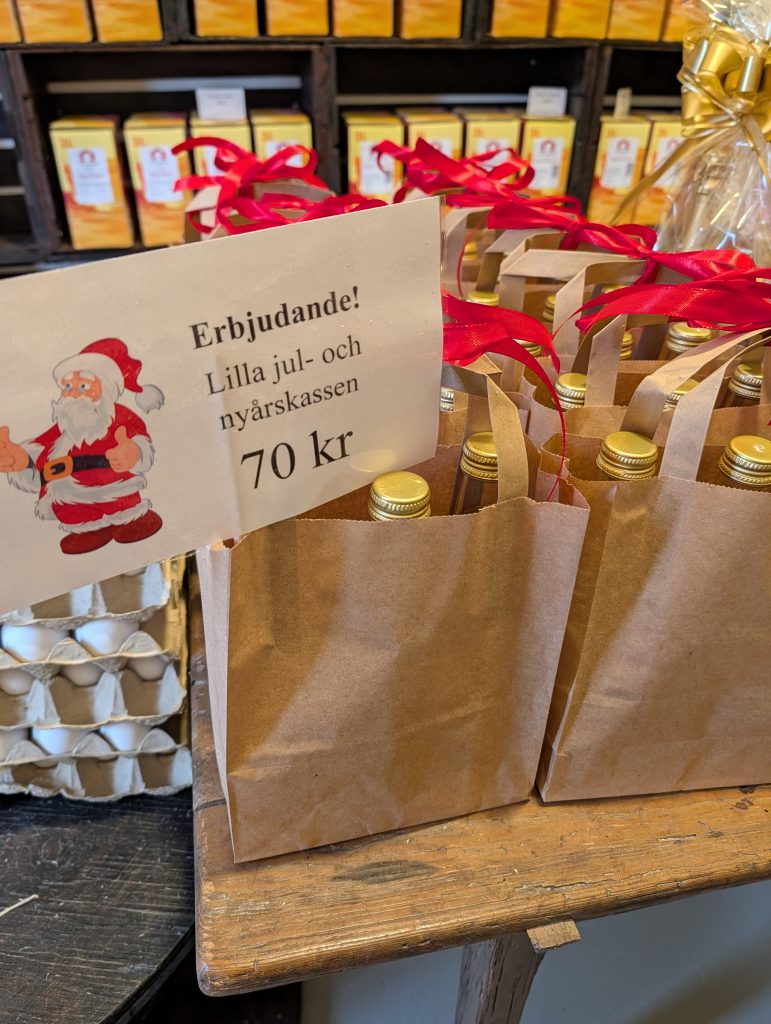 Erbjudande!
Lilla jul- och
nyårskassen
70 kr